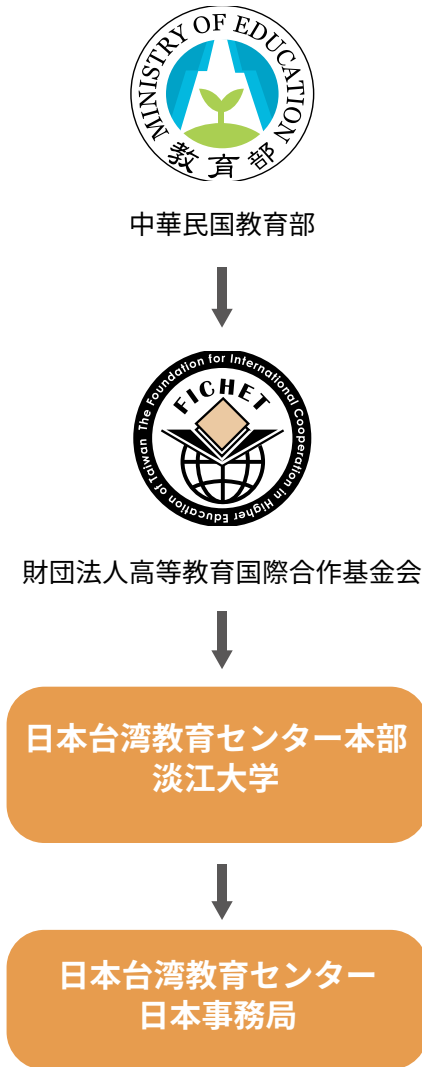 MINISTRY OF EDUCATION
教育部
中華民国教育部
The Foundation for International Cooperation in Higher Education of Taiwan
FICHET
財団法人高等教育国際合作基金会
日本台湾教育センター本部
淡江大学
日本台湾教育センター
日本事務局